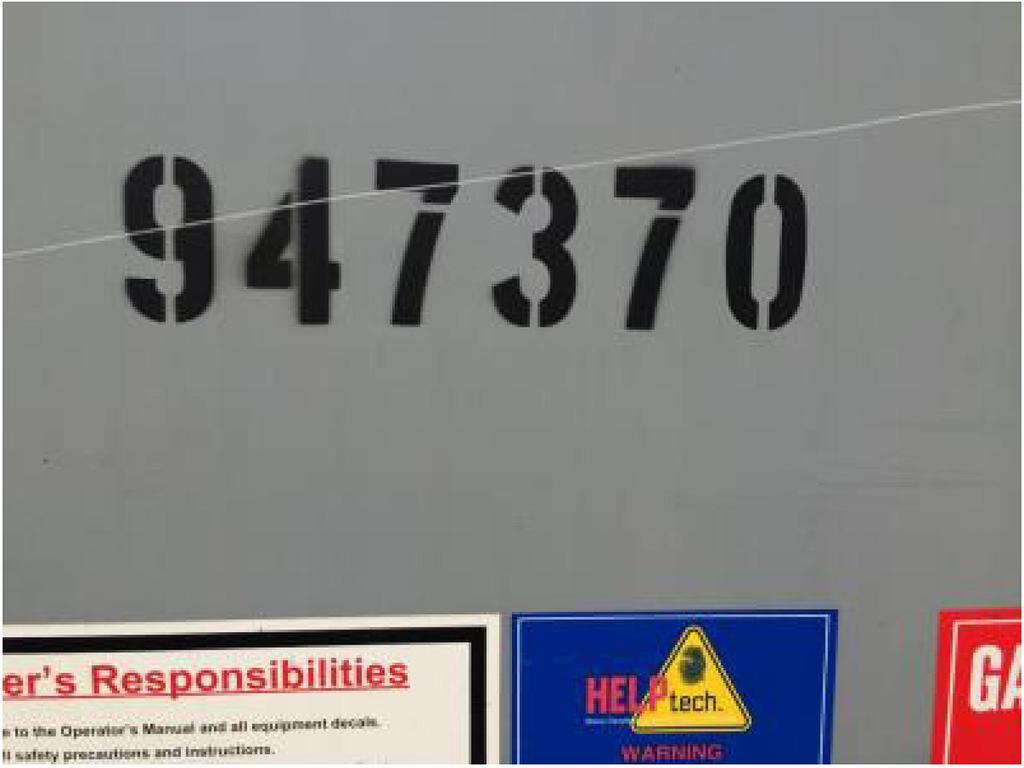 947370
er's Responsibilities
e to the Operator's Manual and all equipment decals.
ll safety precautions and instructions.
HELPtech.
WARNING
GA